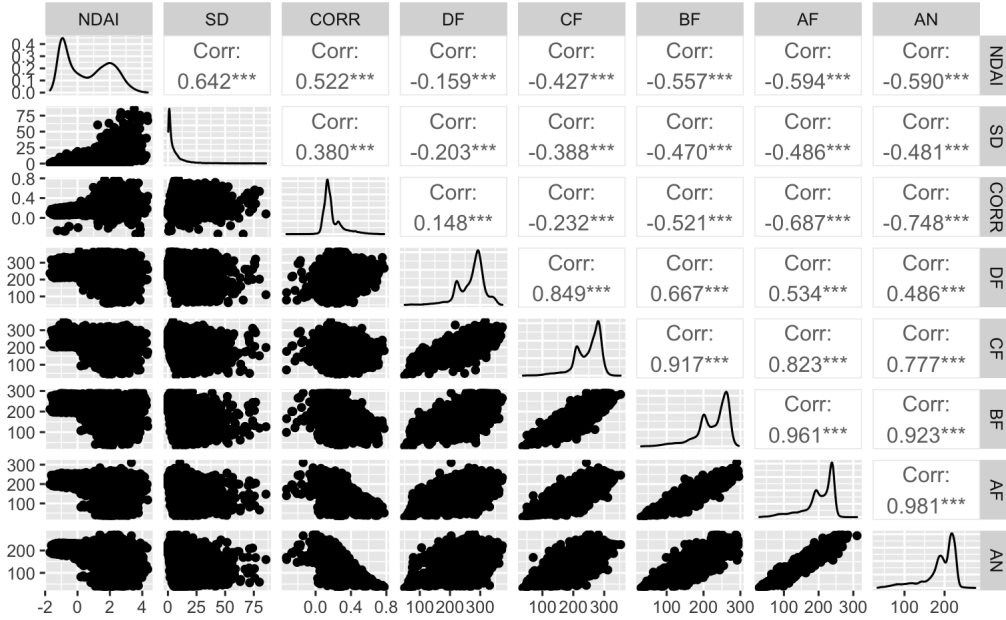 NDAI SD CORR DF CF BF AF AN
0.4 0.3 0.2 0.1 0.0
Corr: Corr: Corr: Corr: Corr: Corr: Corr:
0.642*** 0.522*** -0.159*** -0.427*** -0.557*** -0.594*** -0.590***
NDAI
75 50 25 0
Corr: Corr: Corr: Corr: Corr: Corr:
0.380*** -0.203*** -0.388*** -0.470*** -0.486*** -0.481***
SD
0.8 0.4 0.0
Corr: Corr: Corr: Corr: Corr:
0.148*** -0.232*** -0.521*** -0.687*** -0.748***
CORR
300 200 100
Corr: Corr: Corr: Corr:
0.849*** 0.667*** 0.534*** 0.486***
DF
300 200 100
Corr: Corr: Corr:
0.917*** 0.823*** 0.777***
CF
300 200 100
Corr: Corr:
0.961*** 0.923***
BF
300 200 100
Corr:
0.981***
AF
200 100
AN
-2 0 2 4 0 25 50 75 0.0 0.4 0.8 100 200 300 100 200 300 100 200 300 100 200 300 100 200